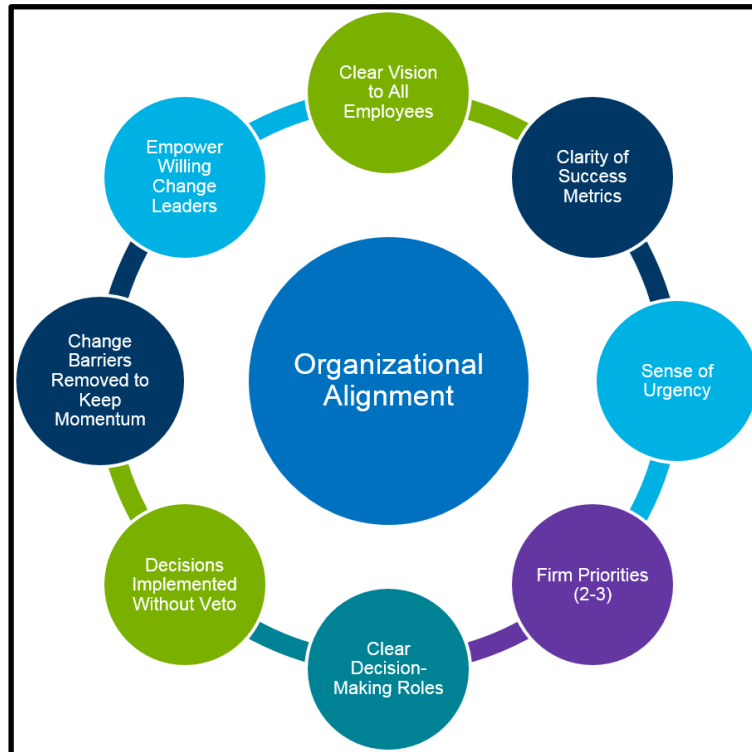 Clear Vision
to All
Employees
Clarity of
Success
Metrics
Sense of
Urgency
Firm Priorities
(2-3)
Clear
Decision-
Making Roles
Decisions
Implemented
Without Veto
Change
Barriers
Removed to
Keep
Momentum
Empower
Willing
Change
Leaders
Organizational
Alignment